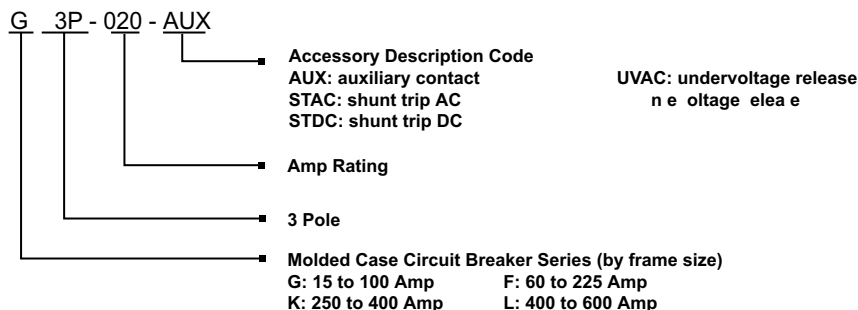 G 3P - 020 - AUX
Accessory Description Code
AUX: auxiliary contact
UVAC: undervoltage release
STAC: shunt trip AC
n e oltage elea e
STDC: shunt trip DC
Amp Rating
3 Pole
Molded Case Circuit Breaker Series (by frame size)
G: 15 to 100 Amp
F: 60 to 225 Amp
K: 250 to 400 Amp
L: 400 to 600 Amp